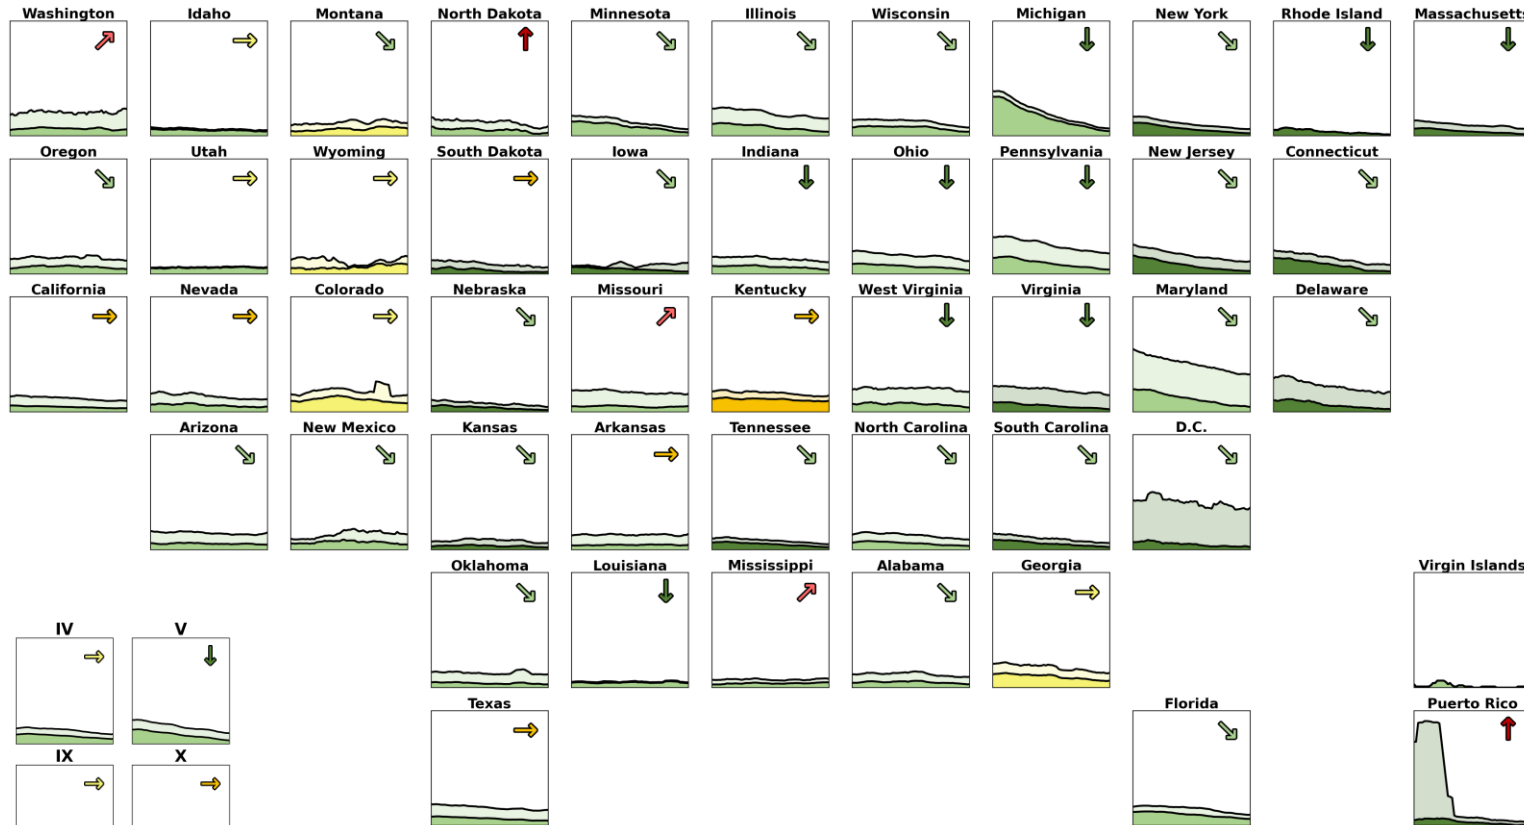 Washington Idaho Montana North Dakota Minnesota Illinois Wisconsin Michigan New York Rhode Island Massachusetts
Oregon Utah Wyoming South Dakota Iowa Indiana Ohio Pennsylvania New Jersey Connecticut
California Nevada Colorado Nebraska Missouri Kentucky West Virginia Virginia Maryland Delaware
Arizona New Mexico Kansas Arkansas Tennessee North Carolina South Carolina D.C.
Oklahoma Louisiana Mississippi Alabama Georgia Virgin Islands
IV V
Texas Florida Puerto Rico
IX X